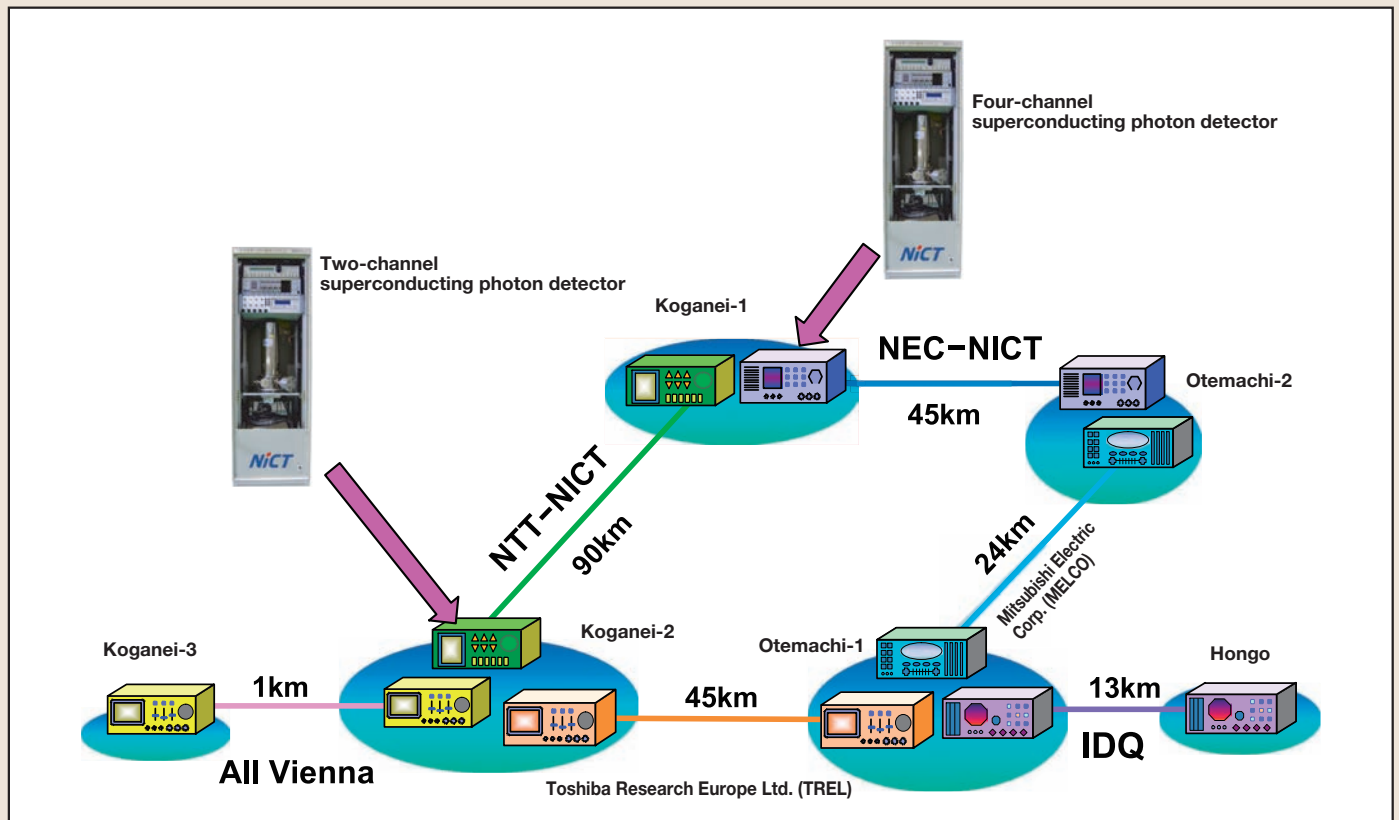 Four-channel
superconducting photon detector
NiCT
Two-channel
superconducting photon detector
NiCT
Koganei-1
NEC-NICT
45km
Otemachi-2
NTT-NICT
90km
24km
Mitsubishi Electric
Corp. (MELCO)
Koganei-3
1km
Koganei-2
Otemachi-1
Hongo
45km
13km
All Vienna
IDQ
Toshiba Research Europe Ltd. (TREL)